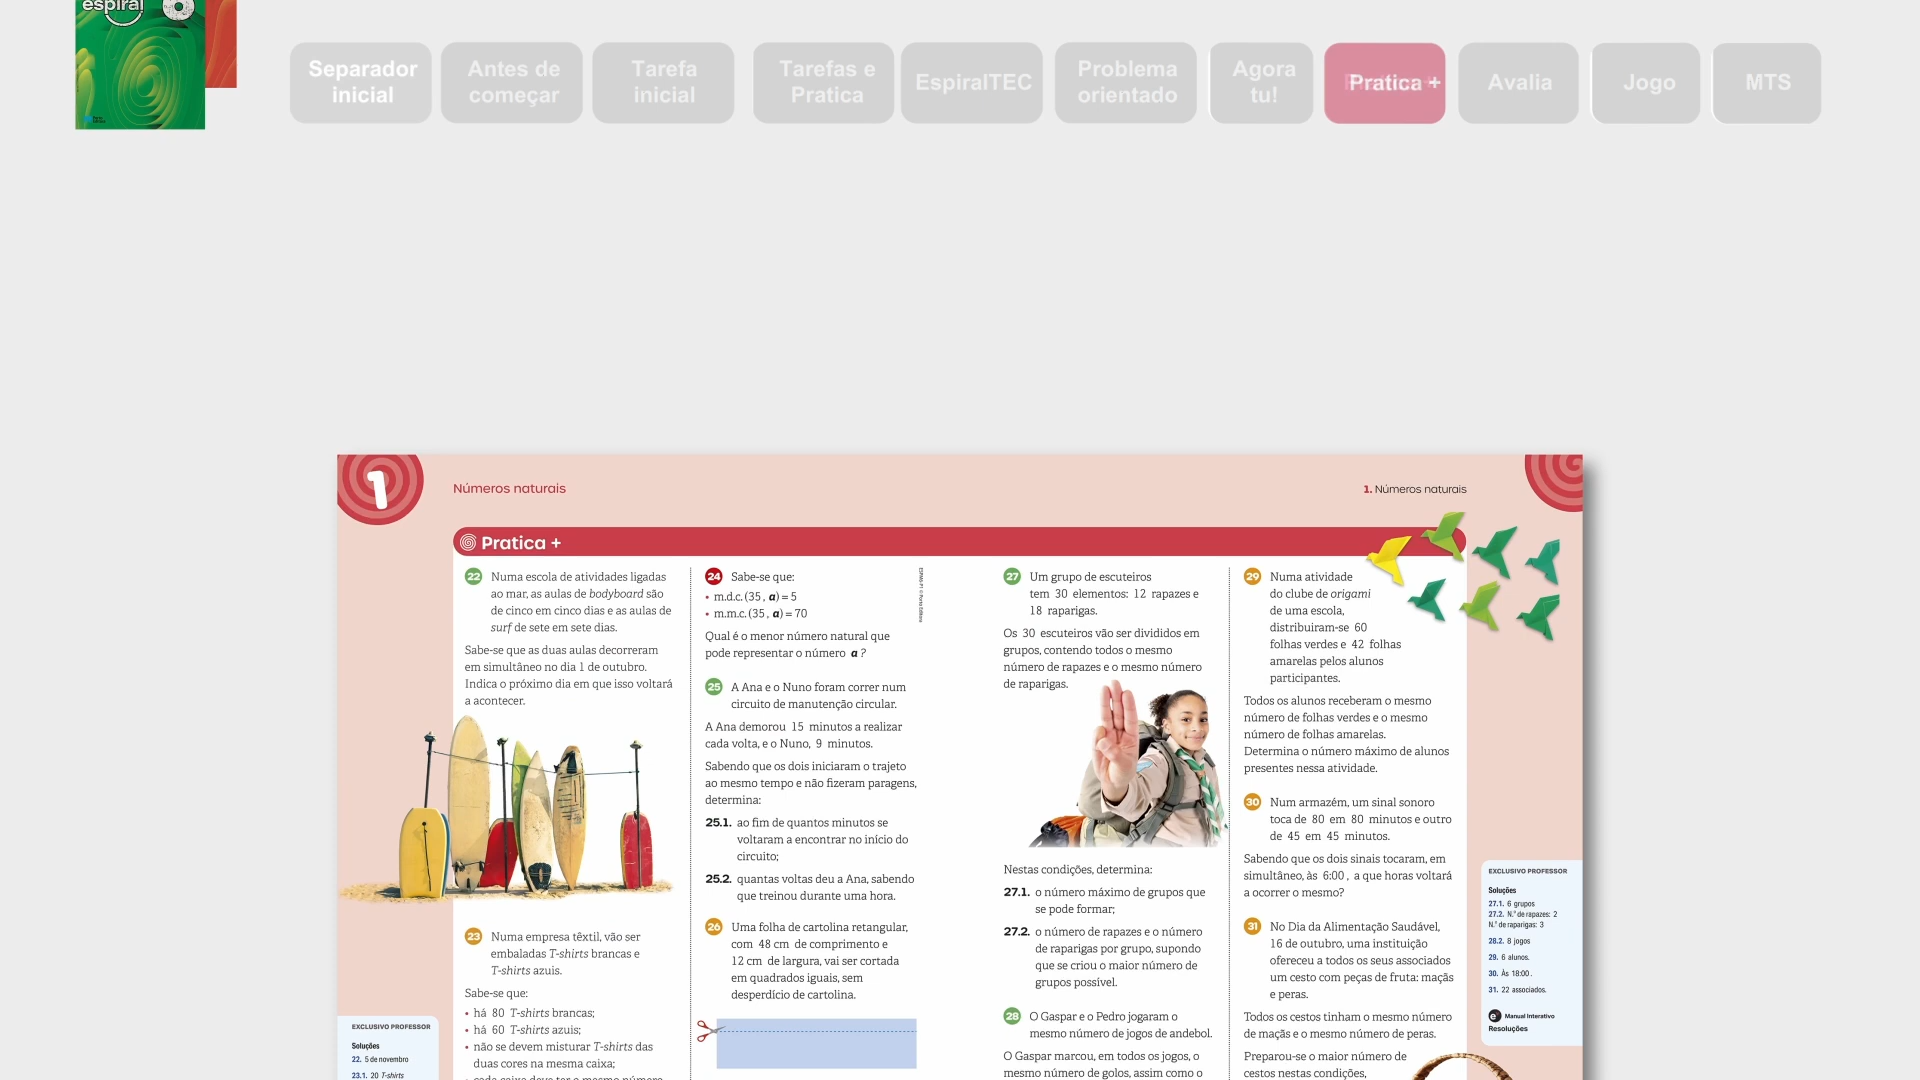 espiral
Separador
inicial
Antes de
começar
Tarefa
inicial
Tarefas e
Pratica
EspiralTEC
Problema
orientado
Agora
tu!
Pratica +
Avalia
Jogo
MTS
1
Números naturais
1. Números naturais
Pratica +
22 Numa escola de atividades ligadas
ao mar, as aulas de bodyboard são
de cinco em cinco dias e as aulas de
surf de sete em sete dias.
Sabe-se que as duas aulas decorreram
em simultâneo no dia 1 de outubro.
Indica o próximo dia em que isso voltará
a acontecer.
23 Numa empresa têxtil, vão ser
embaladas T-shirts brancas e
T-shirts azuis.
Sabe-se que:
• há 80 T-shirts brancas;
• há 60 T-shirts azuis;
• não se devem misturar T-shirts das
duas cores na mesma caixa;
• cada caixa deve ter o mesmo número
EXCLUSIVO PROFESSOR
Soluções
22. 5 de novembro
23.1. 20 T-shirts
24 Sabe-se que:
• m.d.c. (35 , a) = 5
• m.m.c. (35 , a) = 70
Qual é o menor número natural que
pode representar o número a ?
25 A Ana e o Nuno foram correr num
circuito de manutenção circular.
A Ana demorou 15 minutos a realizar
cada volta, e o Nuno, 9 minutos.
Sabendo que os dois iniciaram o trajeto
ao mesmo tempo e não fizeram paragens,
determina:
25.1. ao fim de quantos minutos se
voltaram a encontrar no início do
circuito;
25.2. quantas voltas deu a Ana, sabendo
que treinou durante uma hora.
26 Uma folha de cartolina retangular,
com 48 cm de comprimento e
12 cm de largura, vai ser cortada
em quadrados iguais, sem
desperdício de cartolina.
27 Um grupo de escuteiros
tem 30 elementos: 12 rapazes e
18 raparigas.
Os 30 escuteiros vão ser divididos em
grupos, contendo todos o mesmo
número de rapazes e o mesmo número
de raparigas.
Nestas condições, determina:
27.1. o número máximo de grupos que
se pode formar;
27.2. o número de rapazes e o número
de raparigas por grupo, supondo
que se criou o maior número de
grupos possível.
28 O Gaspar e o Pedro jogaram o
mesmo número de jogos de andebol.
O Gaspar marcou, em todos os jogos, o
mesmo número de golos, assim como o
29 Numa atividade
do clube de origami
de uma escola,
distribuiram-se 60
folhas verdes e 42 folhas
amarelas pelos alunos
participantes.
Todos os alunos receberam o mesmo
número de folhas verdes e o mesmo
número de folhas amarelas.
Determina o número máximo de alunos
presentes nessa atividade.
30 Num armazém, um sinal sonoro
toca de 80 em 80 minutos e outro
de 45 em 45 minutos.
Sabendo que os dois sinais tocaram, em
simultâneo, às 6:00 , a que horas voltará
a ocorrer o mesmo?
31 No Dia da Alimentação Saudável,
16 de outubro, uma instituição
ofereceu a todos os seus associados
um cesto com peças de fruta: maçãs
e peras.
Todos os cestos tinham o mesmo número
de maçãs e o mesmo número de peras.
Preparou-se o maior número de
cestos nestas condições,
EXCLUSIVO PROFESSOR
Soluções
27.1. 6 grupos
27.2. N.º de rapazes: 2
N.º de raparigas: 3
28.2. 8 jogos
29. 6 alunos.
30. Às 18:00 .
31. 22 associados.
Manual Interativo
Resoluções